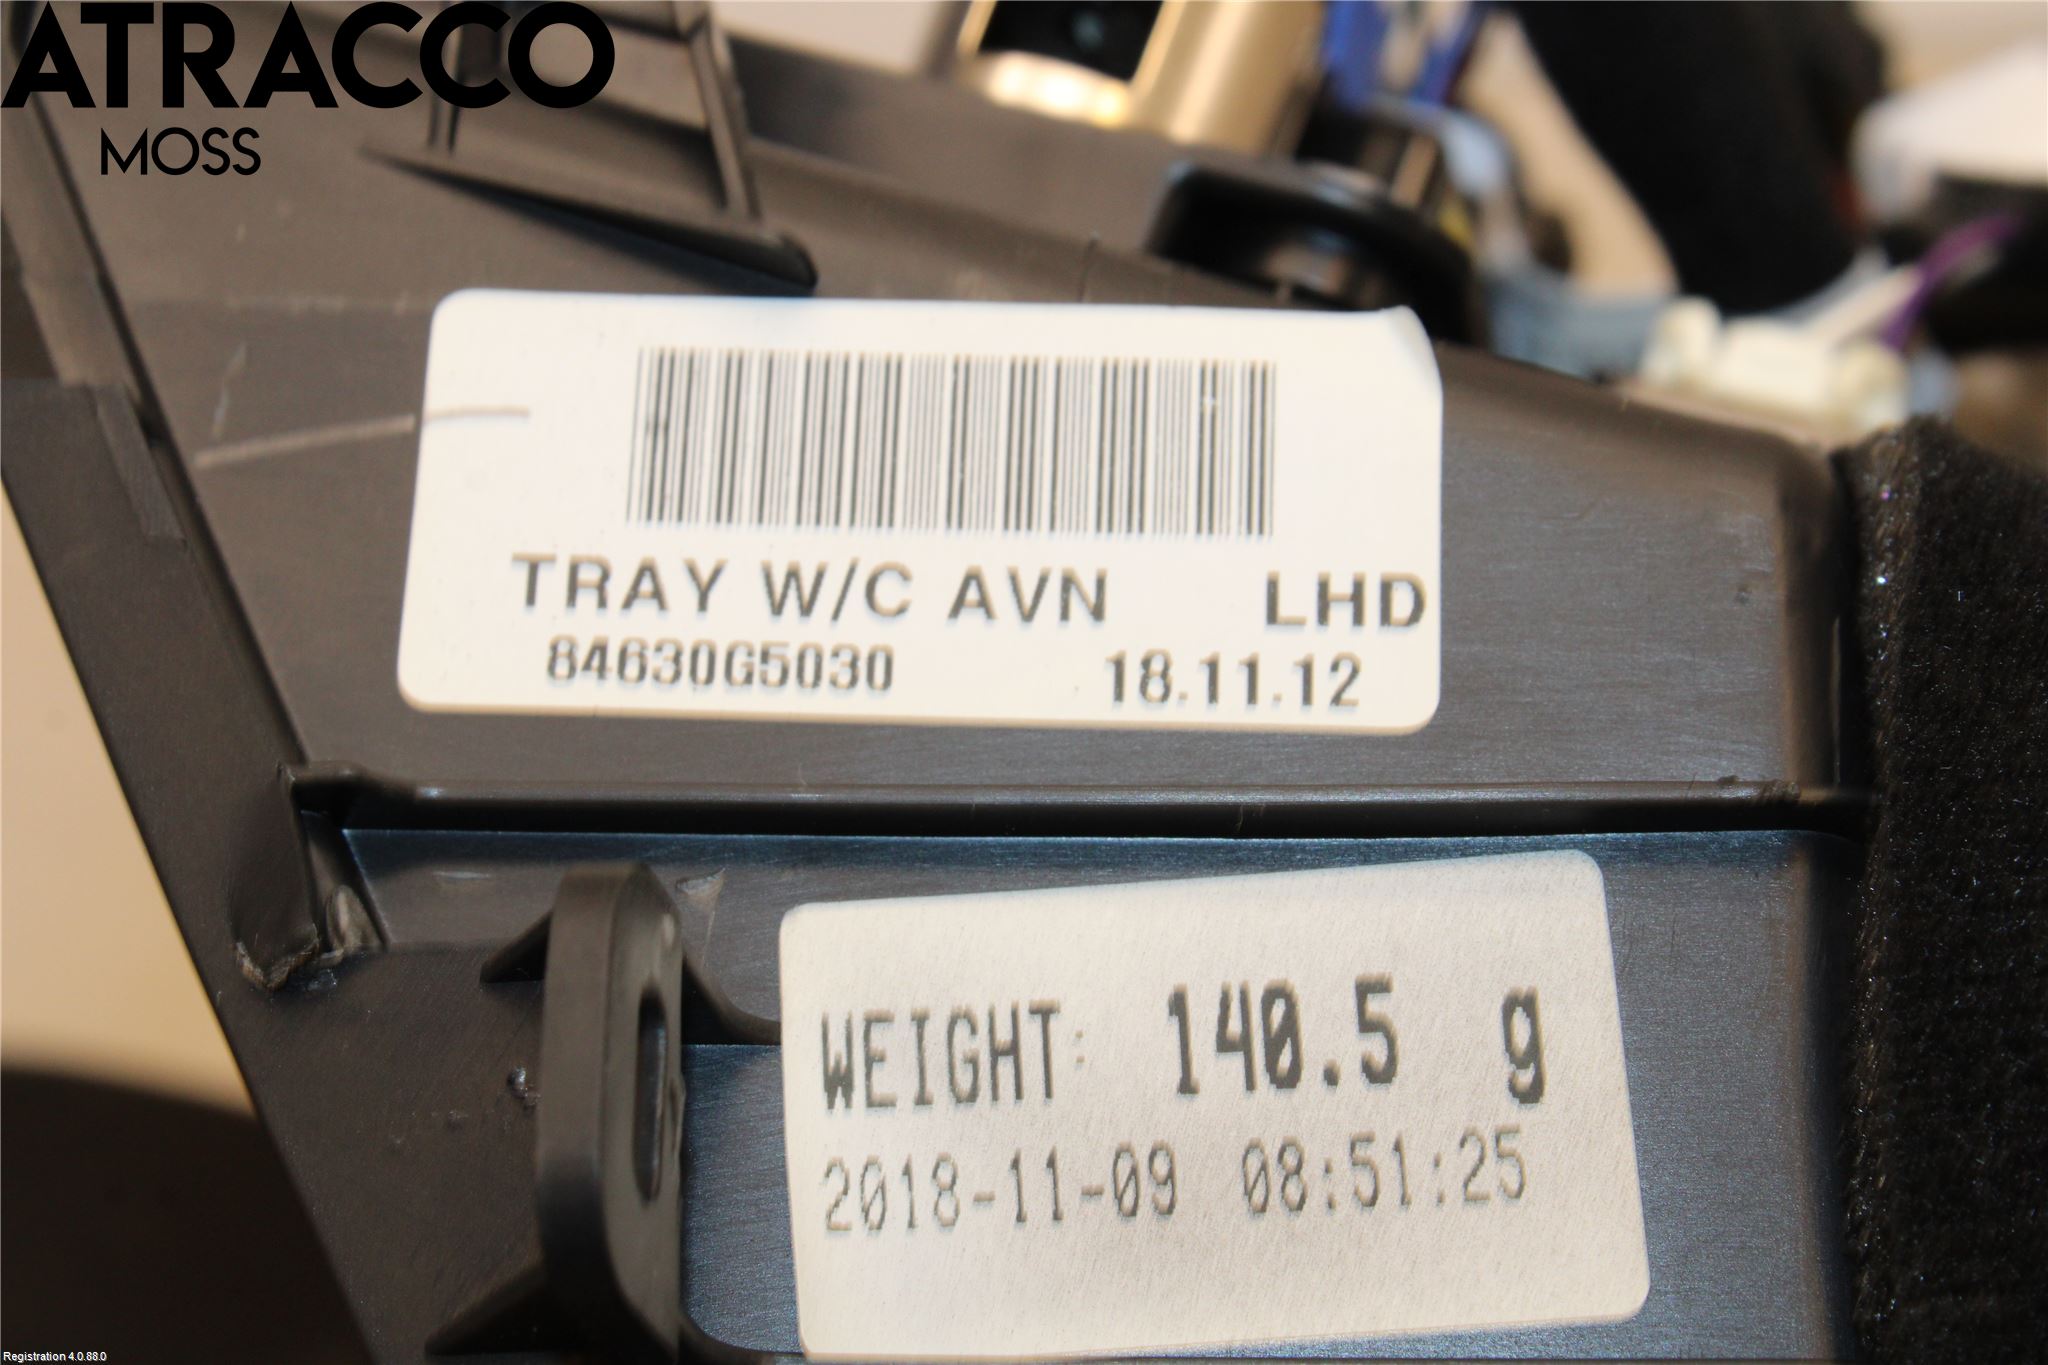 ATRACCO
MOSS
TRAY W/C AVN LHD
84630G5030 18.11.12
WEIGHT: 140.5 g
2018-11-09 08:51:25
Registration 4.0.88.0